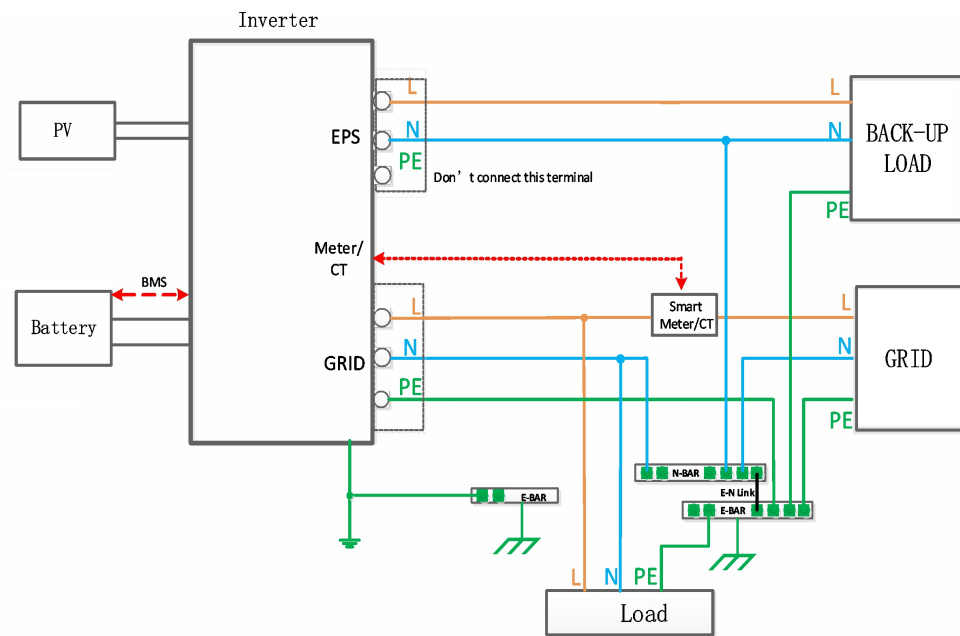 Inverter
PV
EPS
L
N
PE
Don't connect this terminal
L
N
PE
BACK-UP
LOAD
Meter/
CT
BMS
Battery
GRID
L
N
PE
Smart
Meter/CT
L
N
PE
GRID
N-BAR
E-N Link
E-BAR
E-BAR
L
N
PE
Load